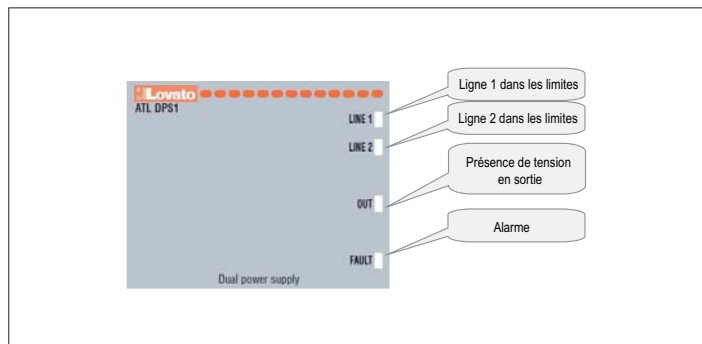 Lovato
ATL DPS1
LINE 1
LINE 2
OUT
FAULT
Dual power supply
Ligne 1 dans les limites
Ligne 2 dans les limites
Présence de tension
en sortie
Alarme